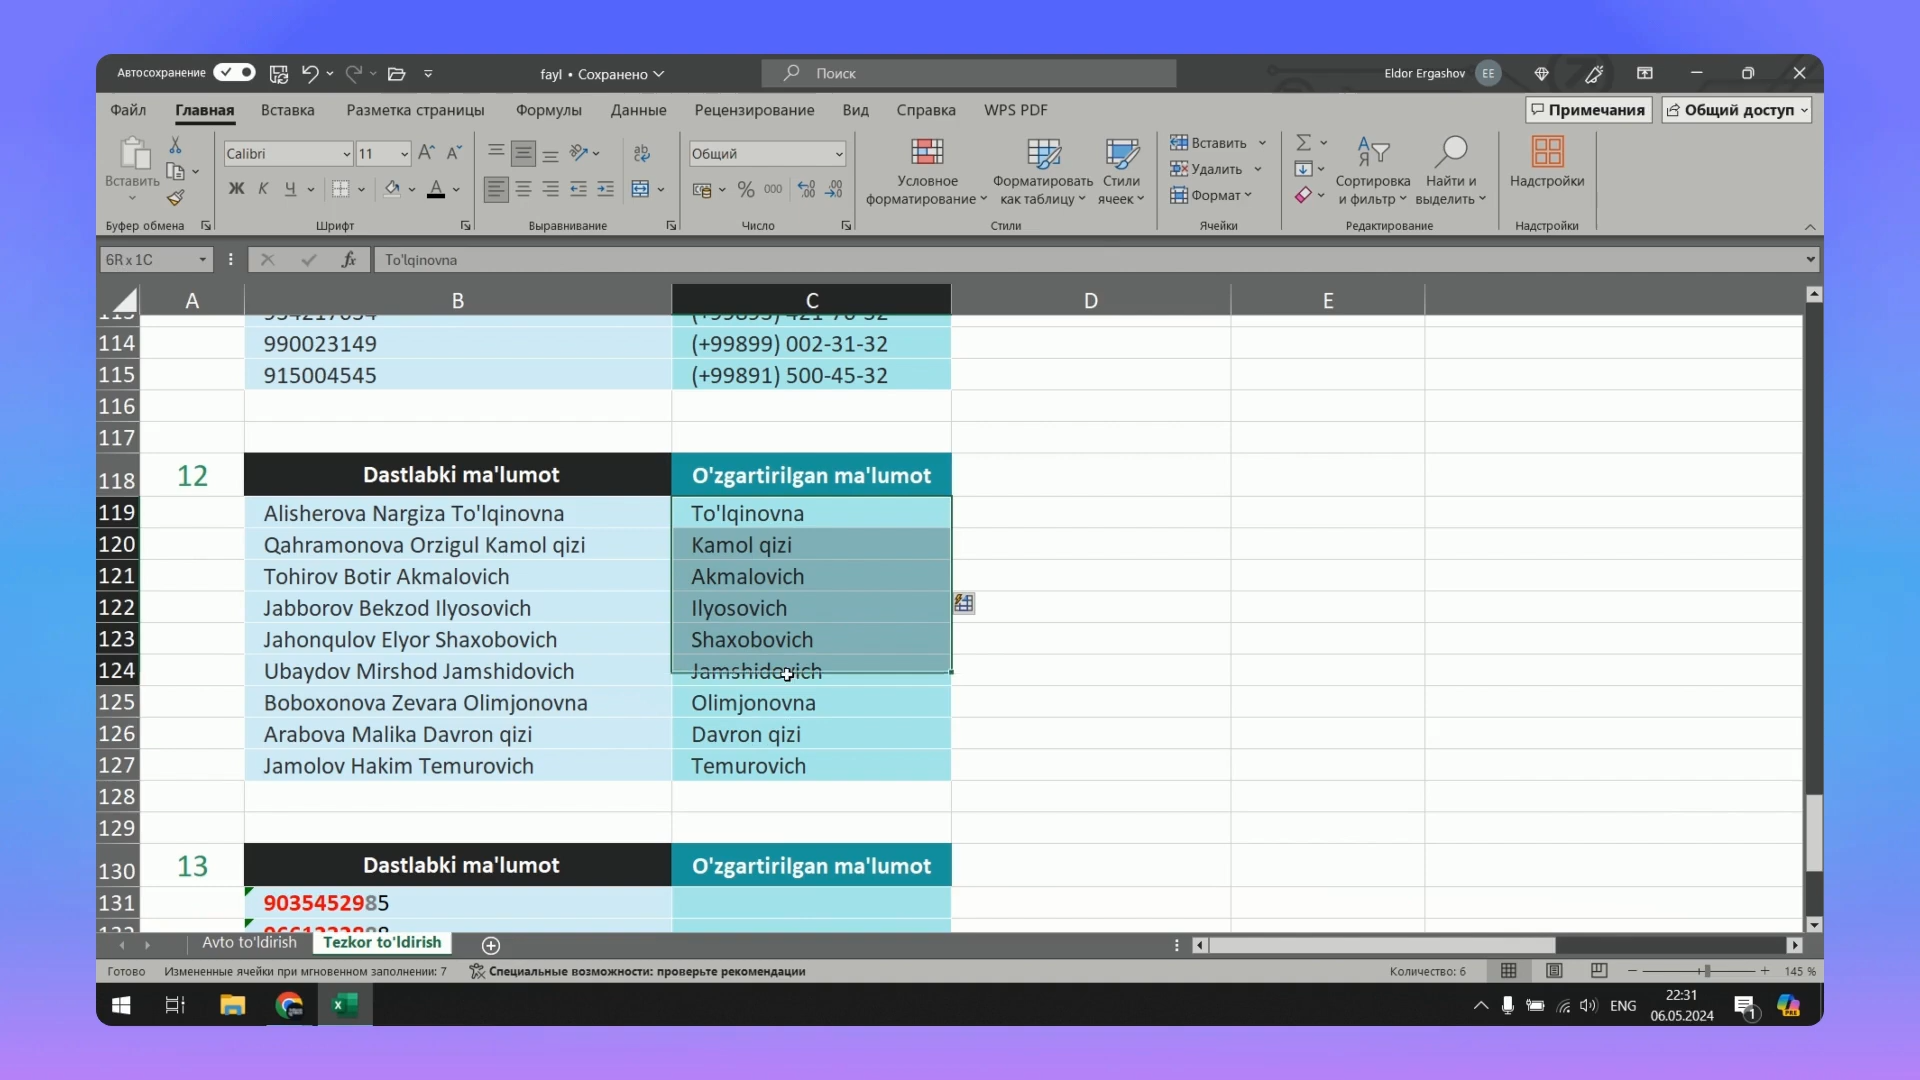 Автосохранение fayl • Сохранено Поиск Eldor Ergashov EE
Файл Главная Вставка Разметка страницы Формулы Данные Рецензирование Вид Справка WPS PDF Примечания Общий доступ
Вставить
Буфер обмена
Calibri 11
Ж К Ч
Шрифт
Выравнивание
Общий
% 000
Число
Условное форматирование
Форматировать как таблицу
Стили ячеек
Стили
Вставить
Удалить
Формат
Ячейки
Сортировка и фильтр
Найти и выделить
Редактирование
Надстройки
Надстройки
6R x 1C fx To'lqinovna
A B C D E
114 990023149 (+99899) 002-31-32
115 915004545 (+99891) 500-45-32
116
117
118 12 Dastlabki ma'lumot O'zgartirilgan ma'lumot
119 Alisherova Nargiza To'lqinovna To'lqinovna
120 Qahramonova Orzigul Kamol qizi Kamol qizi
121 Tohirov Botir Akmalovich Akmalovich
122 Jabborov Bekzod Ilyosovich Ilyosovich
123 Jahonqulov Elyor Shaxobovich Shaxobovich
124 Ubaydov Mirshod Jamshidovich Jamshidovich
125 Boboxonova Zevara Olimjonovna Olimjonovna
126 Arabova Malika Davron qizi Davron qizi
127 Jamolov Hakim Temurovich Temurovich
128
129
130 13 Dastlabki ma'lumot O'zgartirilgan ma'lumot
131 9035452985
Avto to'ldirish Tezkor to'ldirish
Готово Измененные ячейки при мгновенном заполнении: 7 Специальные возможности: проверьте рекомендации Количество: 6 145 %
ENG 22:31
06.05.2024